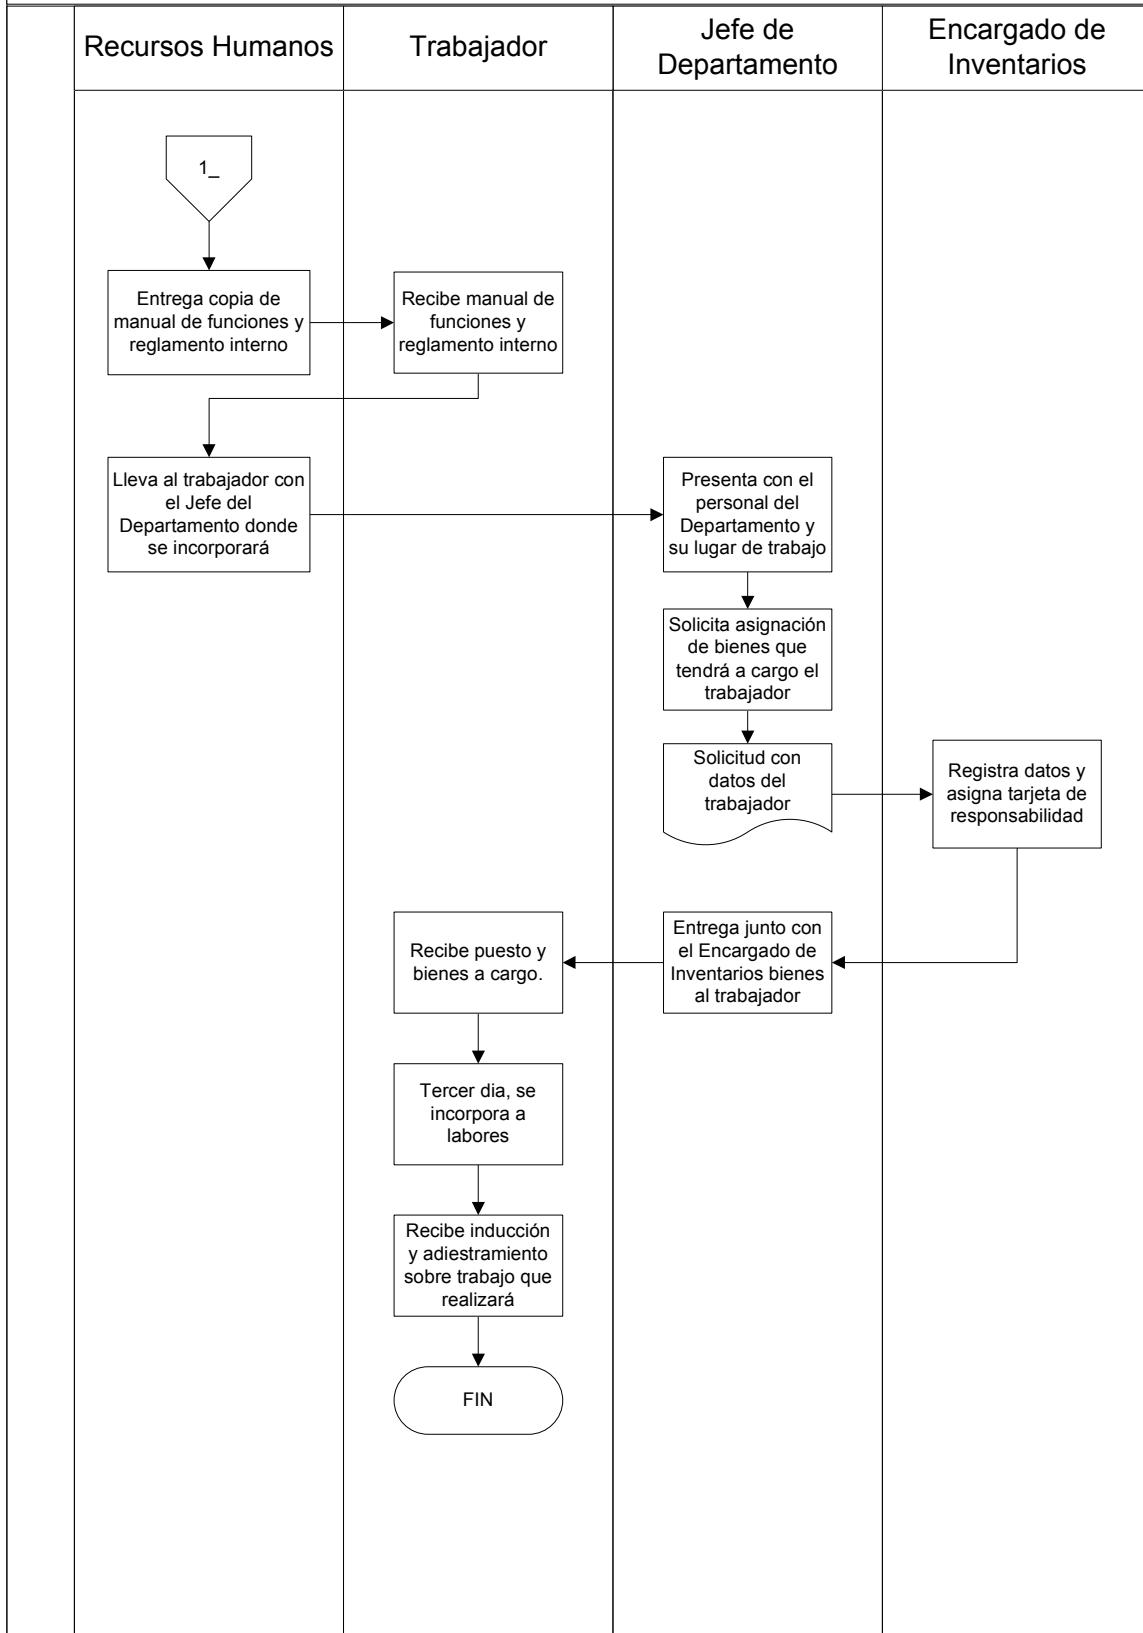 Recursos Humanos
Trabajador
Jefe de
Departamento
Encargado de
Inventarios
1_
Entrega copia de
manual de funciones y
reglamento interno
Recibe manual de
funciones y
reglamento interno
Lleva al trabajador con
el Jefe del
Departamento donde
se incorporará
Presenta con el
personal del
Departamento y
su lugar de trabajo
Solicita asignación
de bienes que
tendrá a cargo el
trabajador
Solicitud con
datos del
trabajador
Registra datos y
asigna tarjeta de
responsabilidad
Entrega junto con
el Encargado de
Inventarios bienes
al trabajador
Recibe puesto y
bienes a cargo.
Tercer dia, se
incorpora a
labores
Recibe inducción
y adiestramiento
sobre trabajo que
realizará
FIN